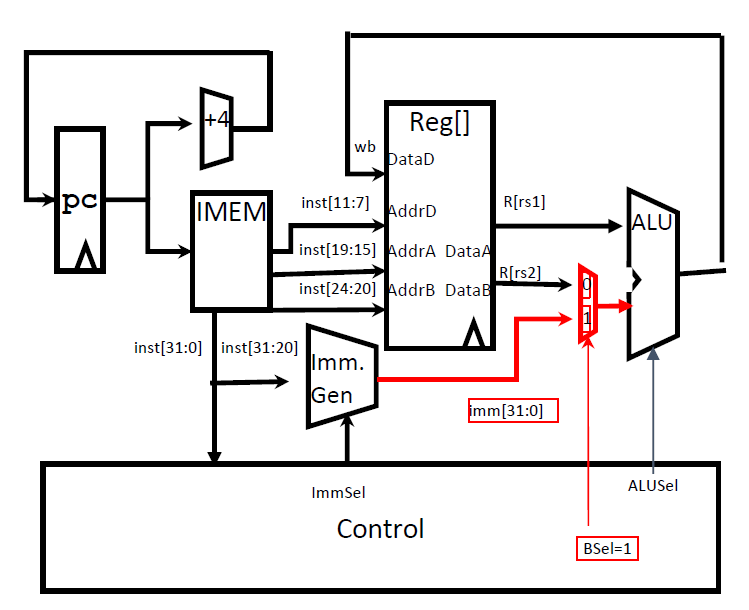 +4
Reg[]
wb
DataD
pc
IMEM
inst[11:7]
AddrD
R[rs1]
ALU
inst[19:15]
AddrA
DataA
R[rs2]
0
inst[24:20]
AddrB
DataB
1
inst[31:0]
inst[31:20]
Imm.
Gen
imm[31:0]
ImmSel
ALUSel
Control
BSel=1